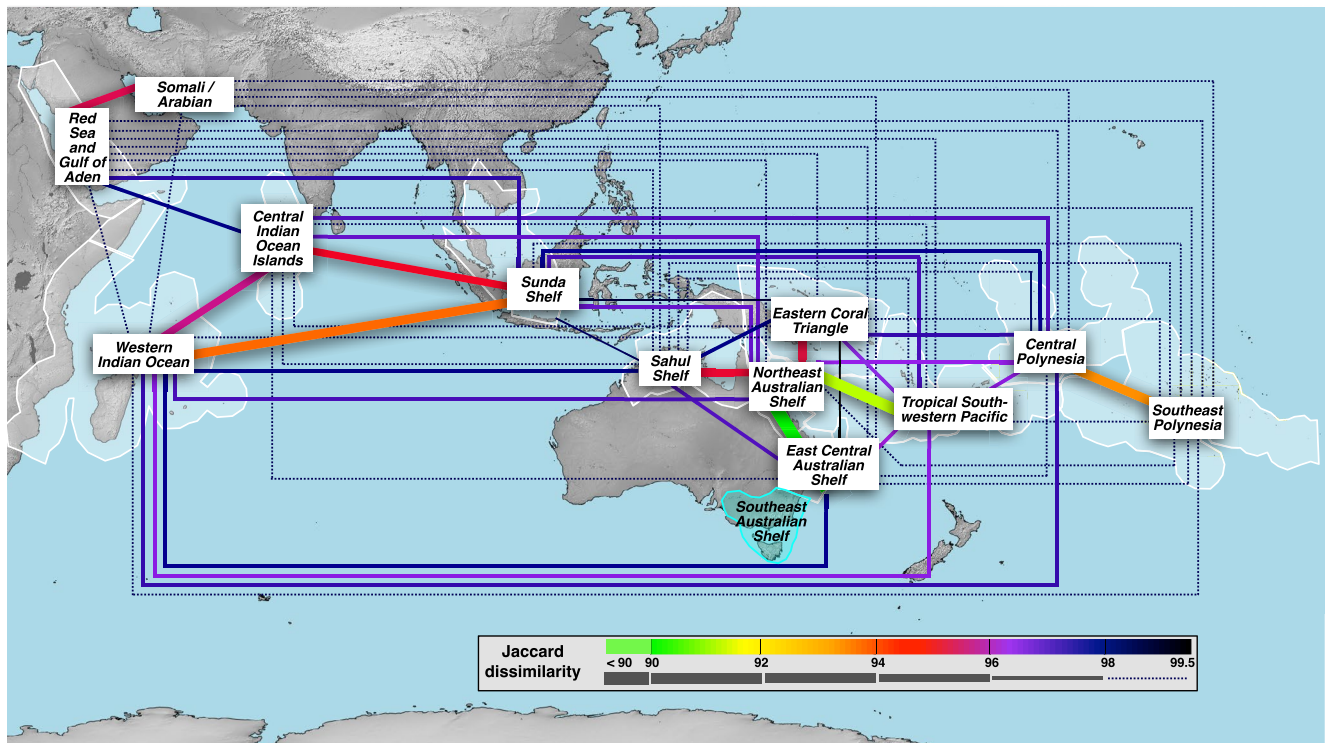 Somali /
Arabian
Red
Sea
and
Gulf of
Aden
Central
Indian
Ocean
Islands
Sunda
Shelf
Eastern Coral
Triangle
Western
Indian Ocean
Sahul
Shelf
Northeast
Australian
Shelf
Central
Polynesia
Tropical South-
western Pacific
Southeast
Polynesia
East Central
Australian
Shelf
Southeast
Australian
Shelf
Jaccard
dissimilarity
< 90 90 92 94 96 98 99.5